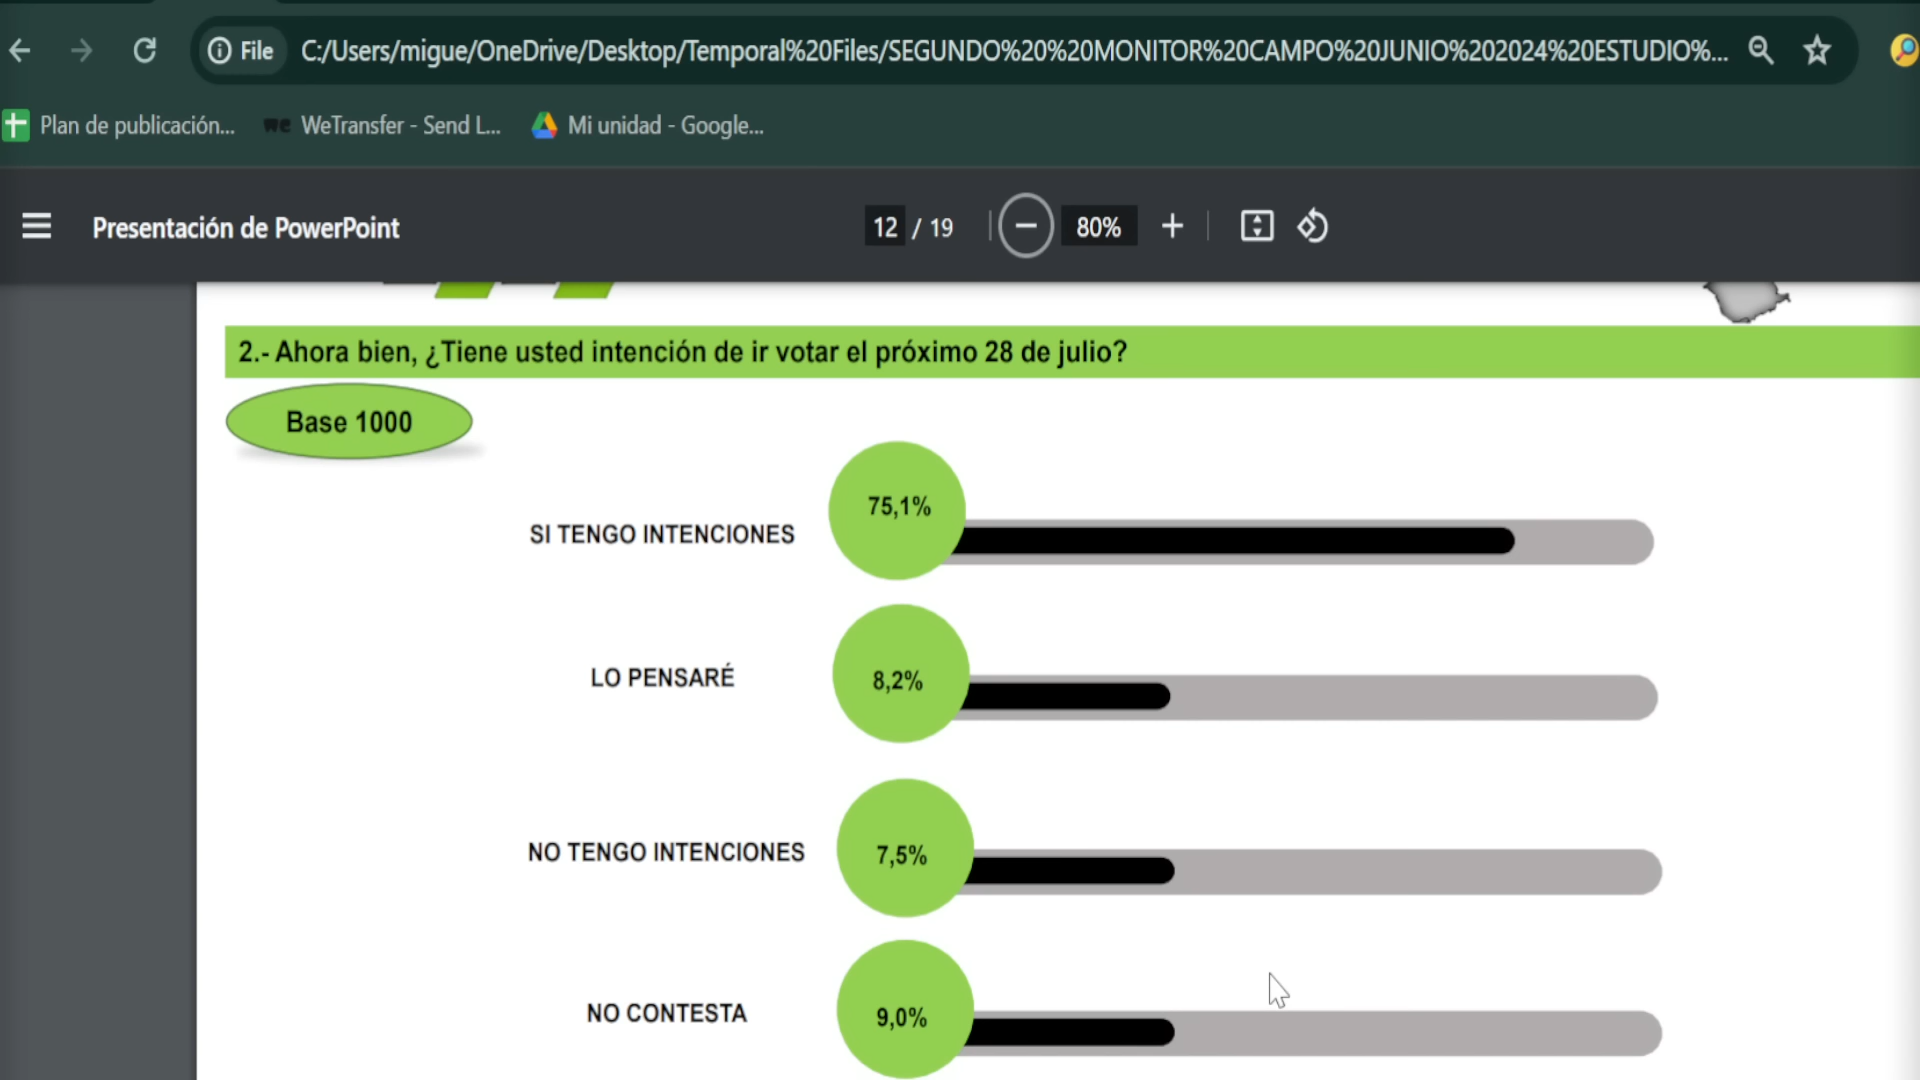 File
C:/Users/migue/OneDrive/Desktop/Temporal%20Files/SEGUNDO%20%20MONITOR%20CAMPO%20JUNIO%202024%20ESTUDIO%...
Plan de publicación...
we WeTransfer - Send L...
Mi unidad - Google...
Presentación de PowerPoint
12 / 19
80%
2.- Ahora bien, ¿Tiene usted intención de ir votar el próximo 28 de julio?
Base 1000
SI TENGO INTENCIONES 75,1%
LO PENSARÉ 8,2%
NO TENGO INTENCIONES 7,5%
NO CONTESTA 9,0%